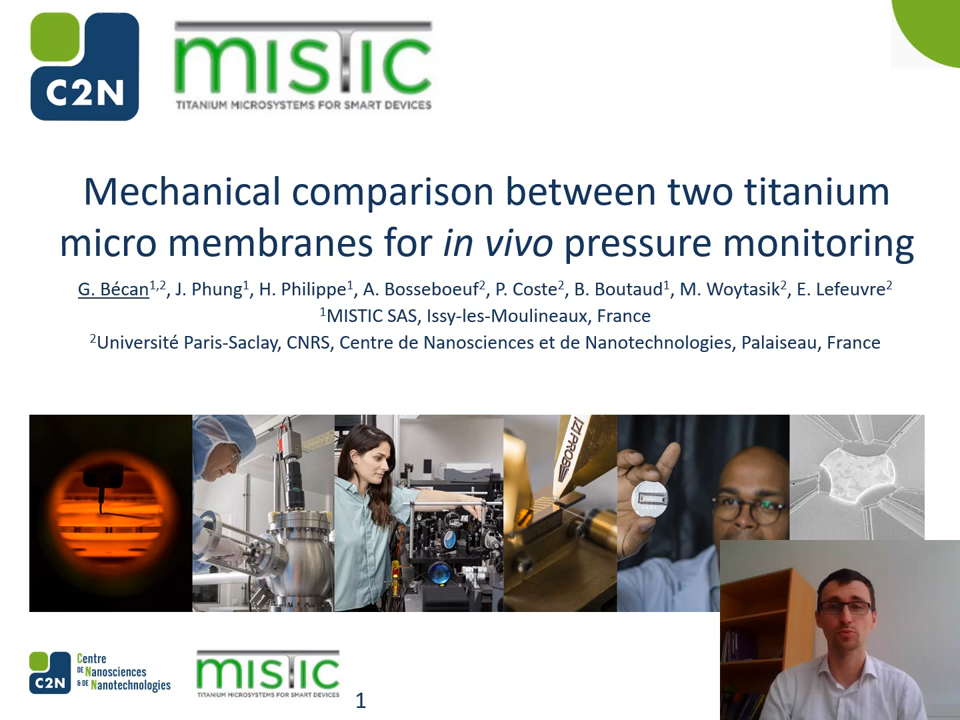 C2N
MISTIC
TITANIUM MICROSYSTEMS FOR SMART DEVICES
Mechanical comparison between two titanium
micro membranes for in vivo pressure monitoring
G. Bécan1,2, J. Phung1, H. Philippe1, A. Bosseboeuf2, P. Coste2, B. Boutaud1, M. Woytasik2, E. Lefeuvre2
1MISTIC SAS, Issy-les-Moulineaux, France
2Université Paris-Saclay, CNRS, Centre de Nanosciences et de Nanotechnologies, Palaiseau, France
|Z| PROBE
C2N
Centre
DE Nanosciences
& DE Nanotechnologies
MISTIC
TITANIUM MICROSYSTEMS FOR SMART DEVICES
1